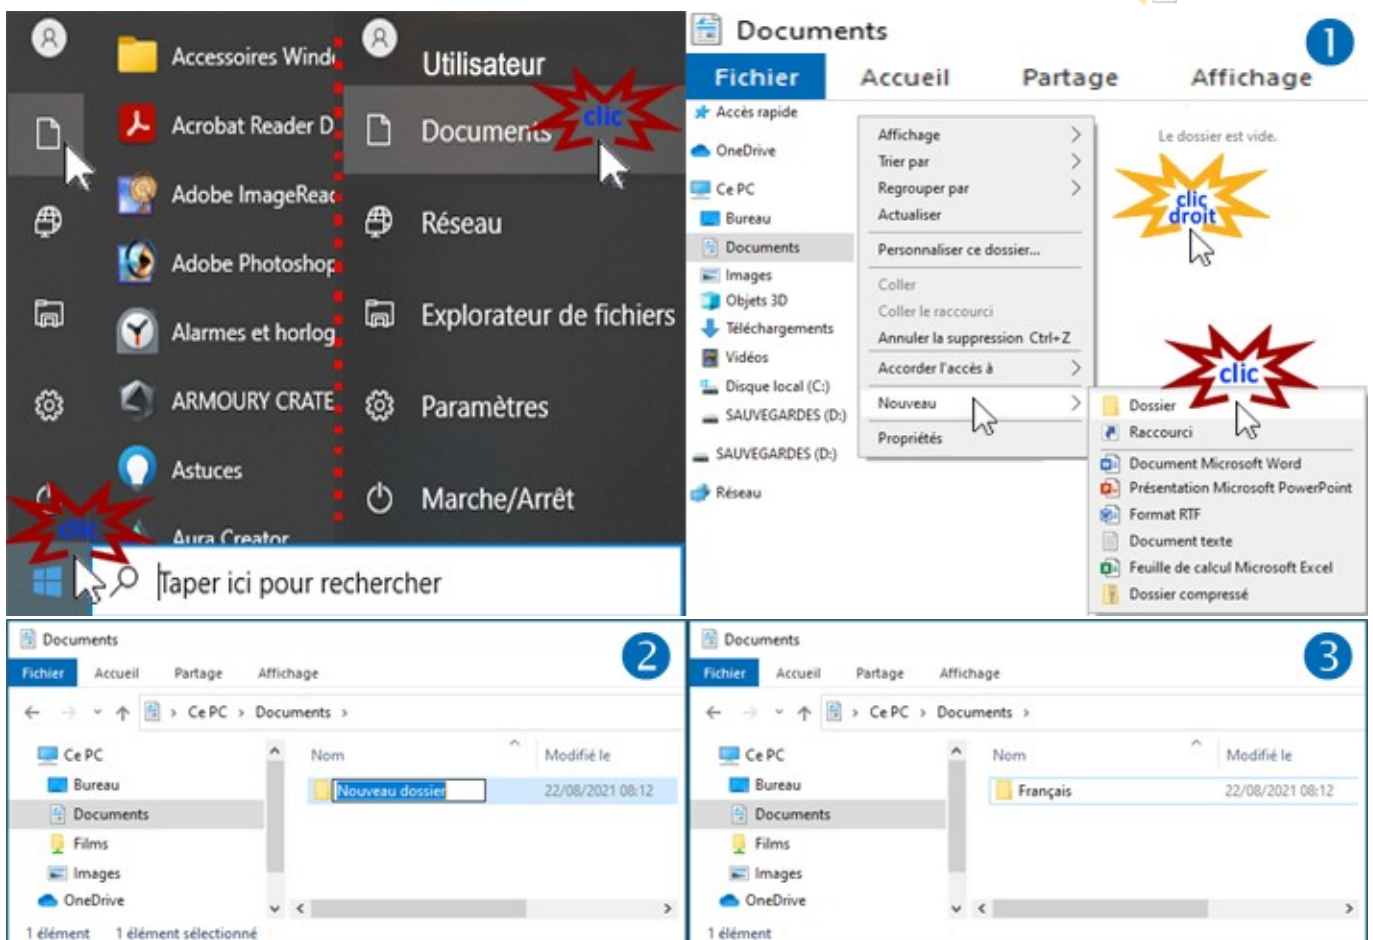 Accessoires Wind
Acrobat Reader D
Adobe ImageRead
Adobe Photoshop
Alarmes et horlog
ARMOURY CRATE
Astuces
Aura Creator
clic
Utilisateur
Documents
clic
Réseau
Explorateur de fichiers
Paramètres
Marche/Arrêt
Taper ici pour rechercher
Documents
1
Fichier Accueil Partage Affichage
Accès rapide
OneDrive
Ce PC
Bureau
Documents
Images
Objets 3D
Téléchargements
Vidéos
Disque local (C:)
SAUVEGARDES (D:)
SAUVEGARDES (D:)
Réseau
Affichage
Trier par
Regrouper par
Actualiser
Personnaliser ce dossier...
Coller
Coller le raccourci
Annuler la suppression Ctrl+Z
Accorder l'accès à
Nouveau
Propriétés
Le dossier est vide.
clic
droit
clic
Dossier
Raccourci
Document Microsoft Word
Présentation Microsoft PowerPoint
Format RTF
Document texte
Feuille de calcul Microsoft Excel
Dossier compressé
Documents
2
Fichier Accueil Partage Affichage
Ce PC > Documents >
Ce PC
Bureau
Documents
Films
Images
OneDrive
Nom Modifié le
Nouveau dossier 22/08/2021 08:12
1 élément 1 élément sélectionné
Documents
3
Fichier Accueil Partage Affichage
Ce PC > Documents >
Ce PC
Bureau
Documents
Films
Images
OneDrive
Nom Modifié le
Français 22/08/2021 08:12
1 élément